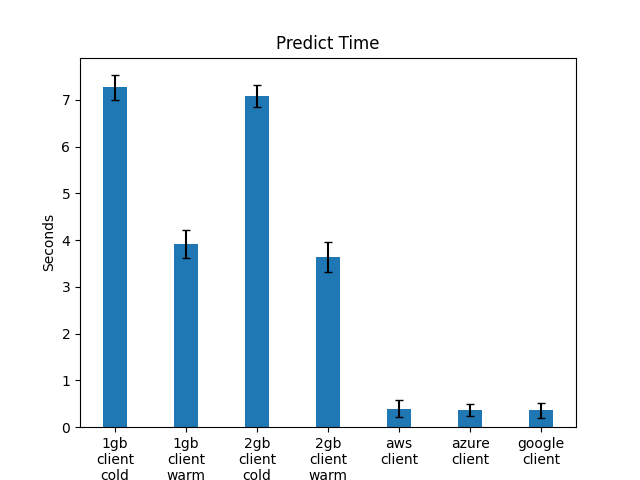 Predict Time
Seconds
7
6
5
4
3
2
1
0
1gb
client
cold
1gb
client
warm
2gb
client
cold
2gb
client
warm
aws
client
azure
client
google
client